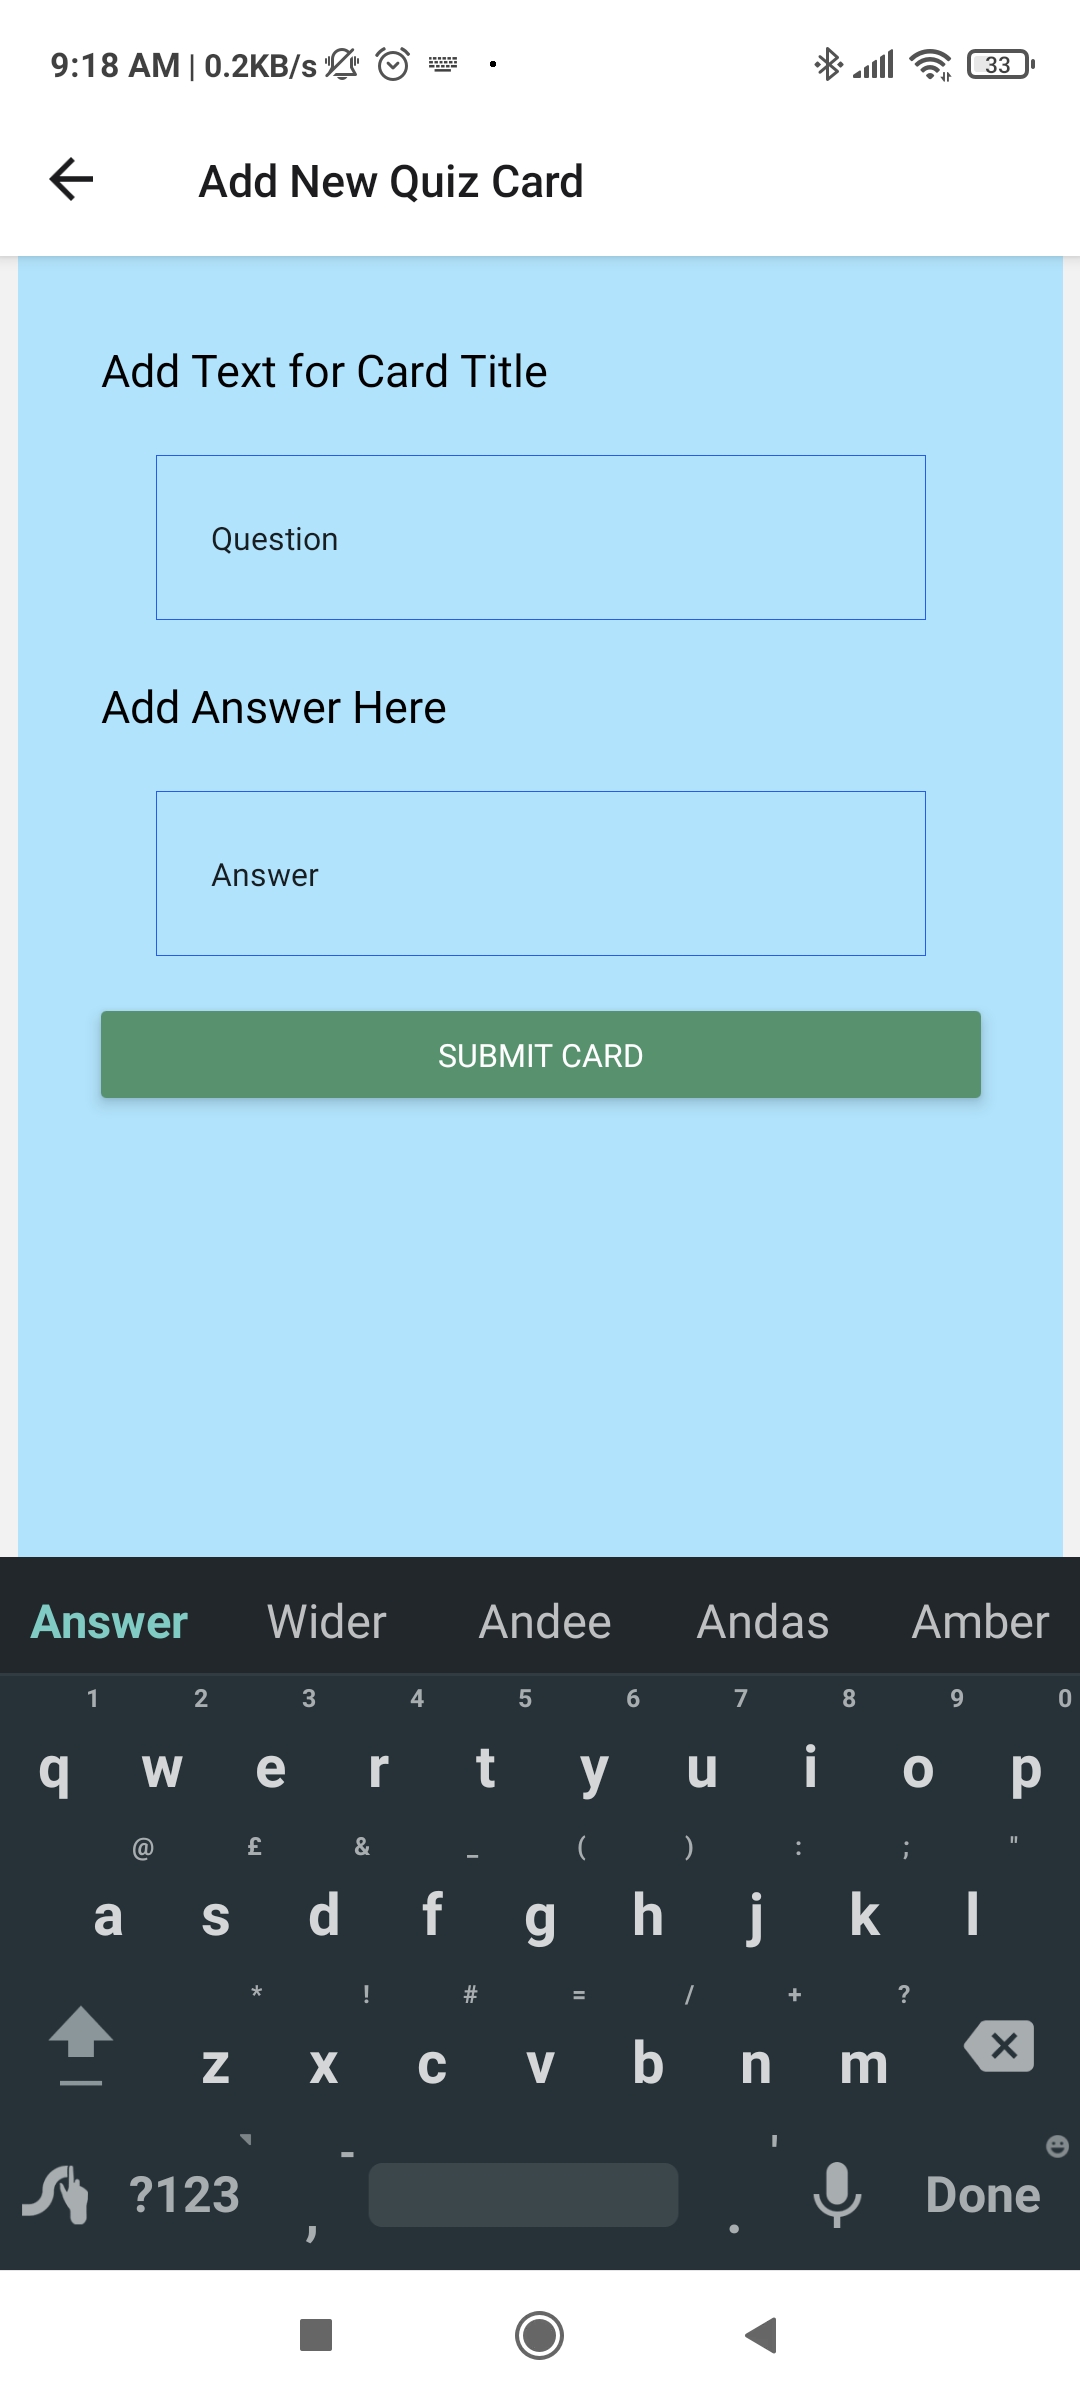 9:18 AM | 0.2KB/s 33
Add New Quiz Card
Add Text for Card Title
Question
Add Answer Here
Answer
SUBMIT CARD
Answer Wider Andee Andas Amber
1 2 3 4 5 6 7 8 9 0
q w e r t y u i o p
@ £ & _ ( ) : ; "
a s d f g h j k l
* ! # = / + ?
z x c v b n m
- '
?123 , . Done